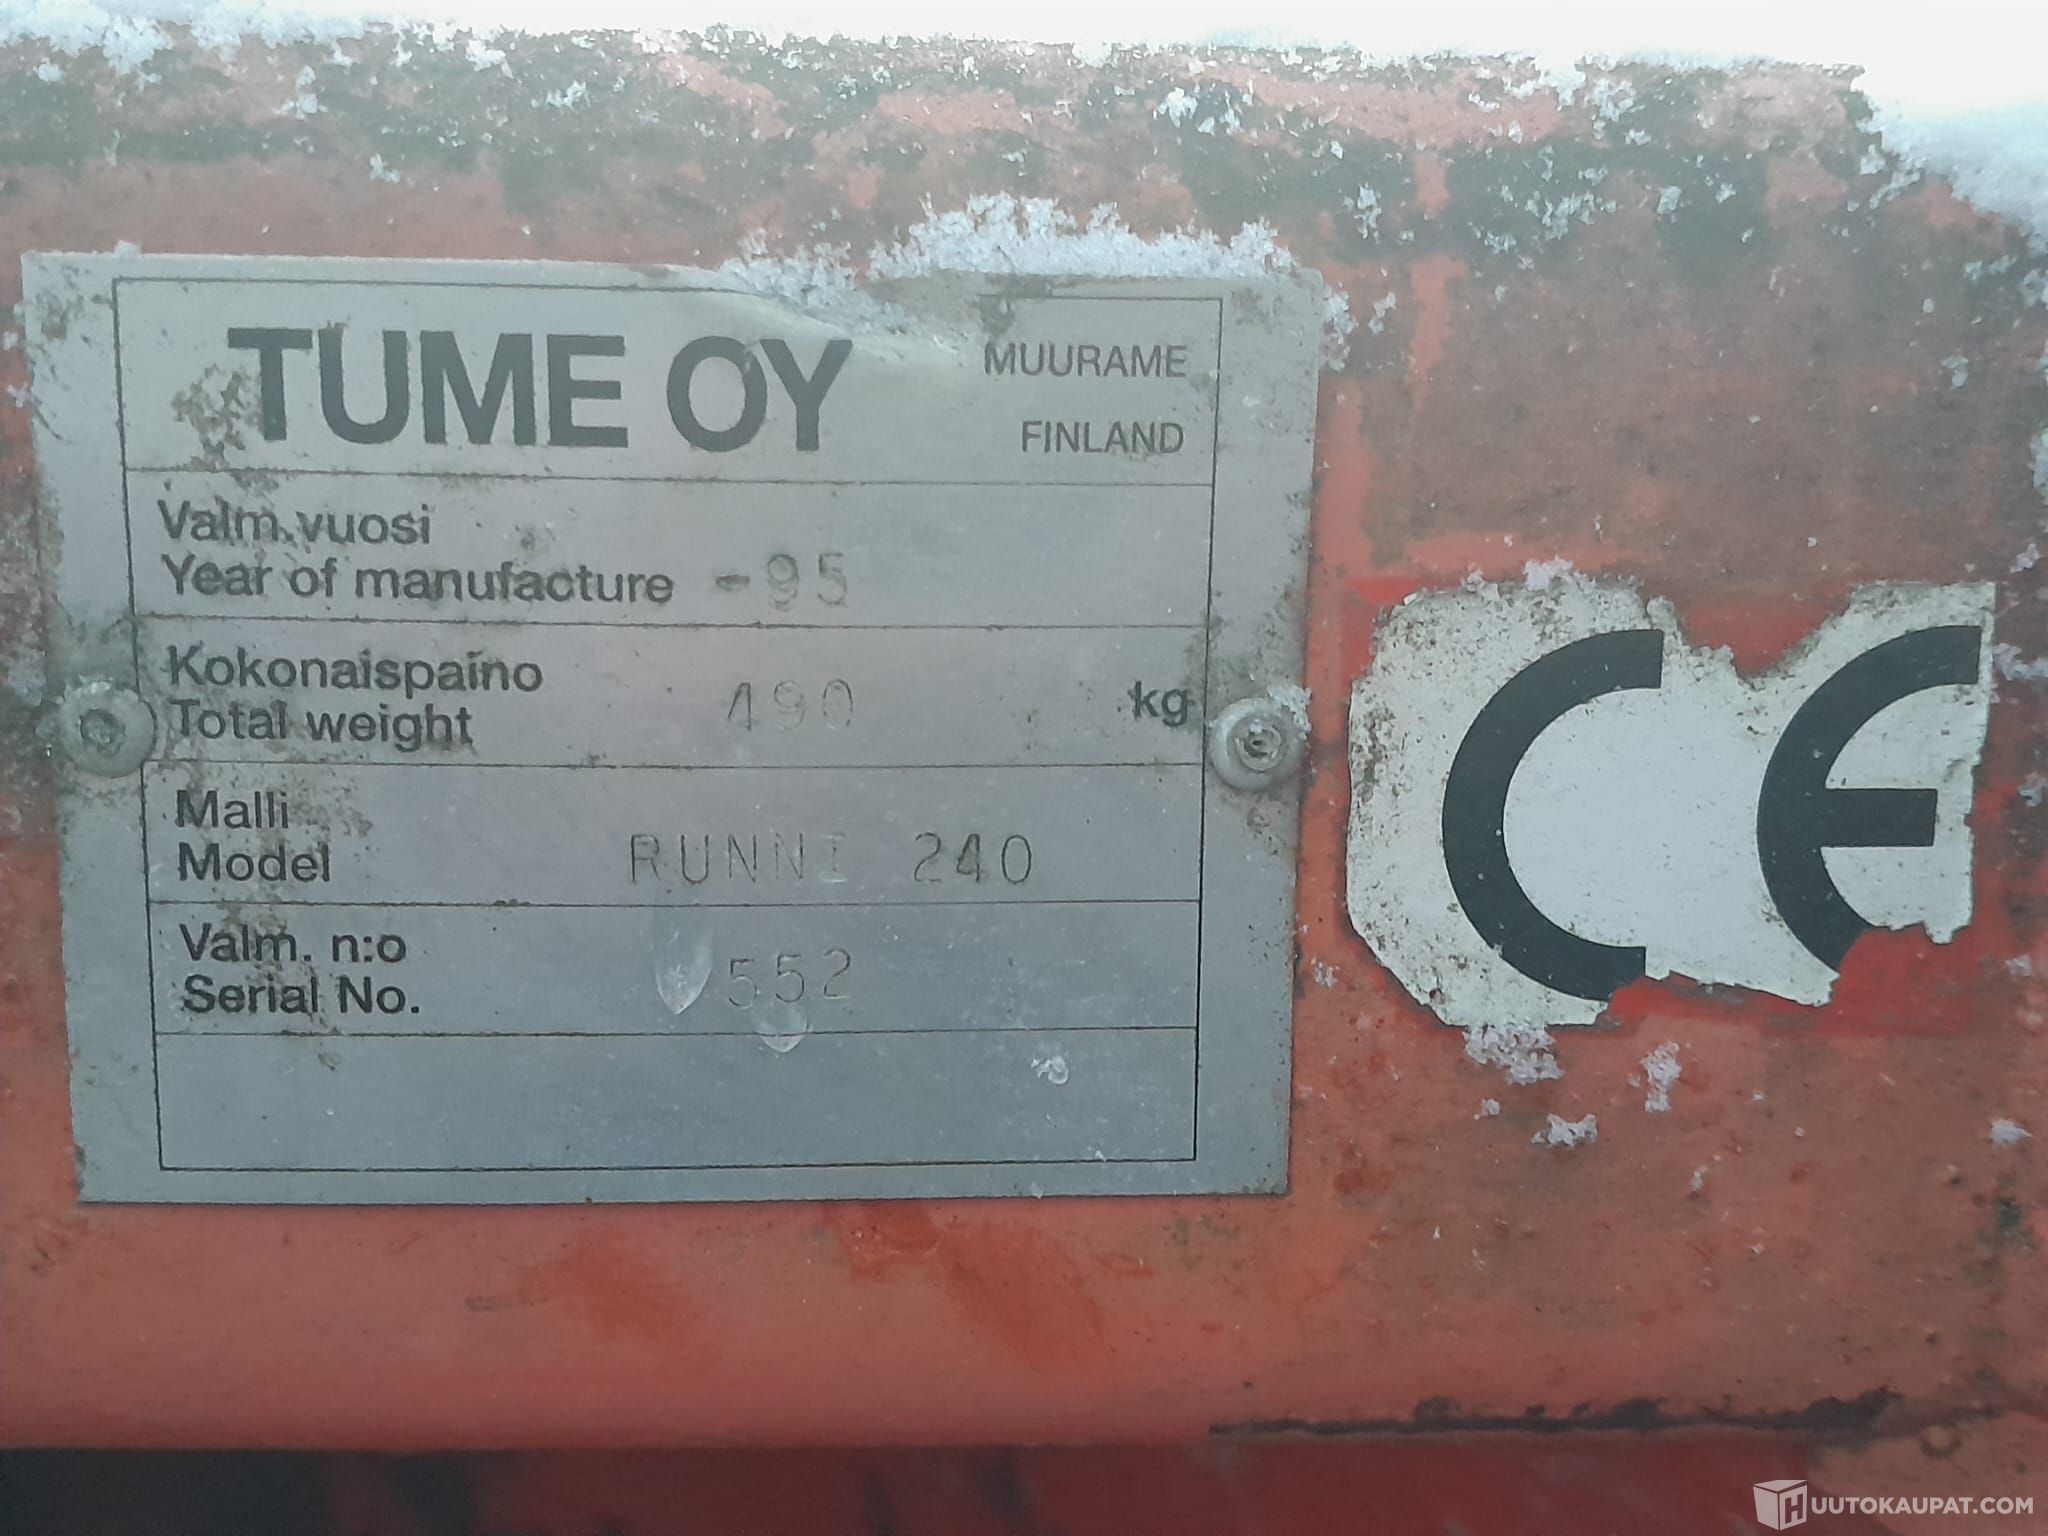 TUME OY
MUURAME
FINLAND
Valm.vuosi
Year of manufacture -95
Kokonaispaino
Total weight 490 kg
Malli
Model RUNNI 240
Valm. n:o
Serial No. 552
CE
HUUTOKAUPAT.COM